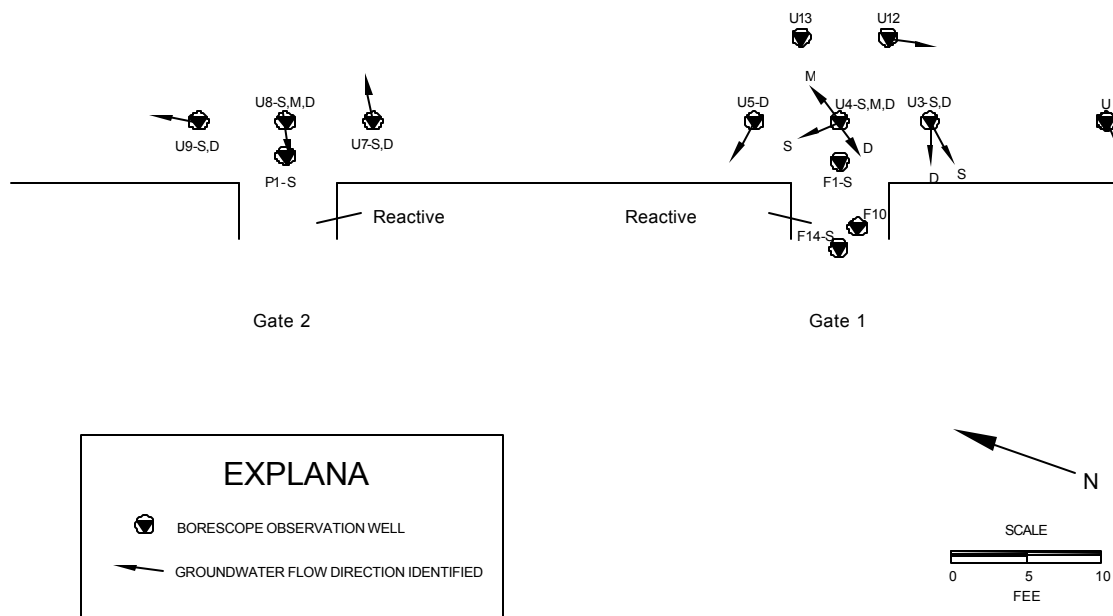 U13
U12
M
U8-S,M,D
U5-D
U4-S,M,D
U3-S,D
U
U9-S,D
U7-S,D
S
D
P1-S
F1-S
D
S
Reactive
Reactive
F10
F14-S
Gate 2
Gate 1
EXPLANA
N
BORESCOPE OBSERVATION WELL
SCALE
GROUNDWATER FLOW DIRECTION IDENTIFIED
0 5 10
FEE